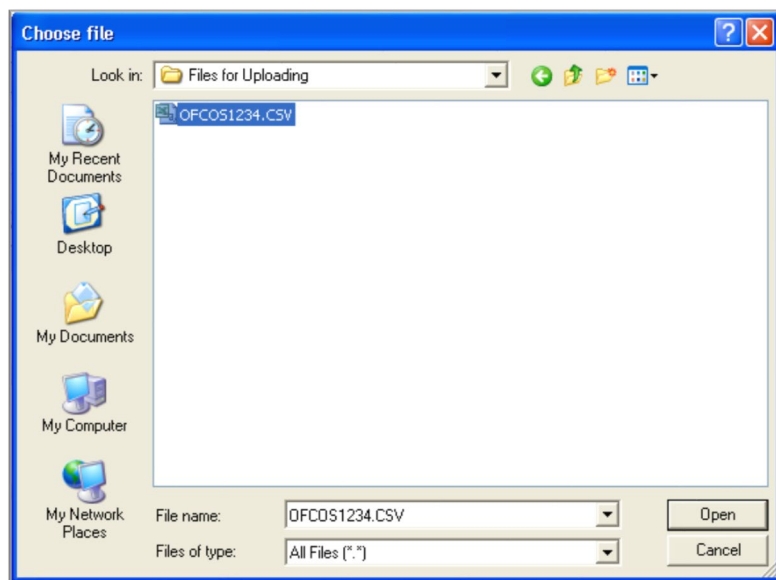 Choose file
Look in:
Files for Uploading
OFCOS1234.CSV
My Recent
Documents
Desktop
My Documents
My Computer
My Network
Places
File name:
OFCOS1234.CSV
Open
Files of type:
All Files (*.*)
Cancel